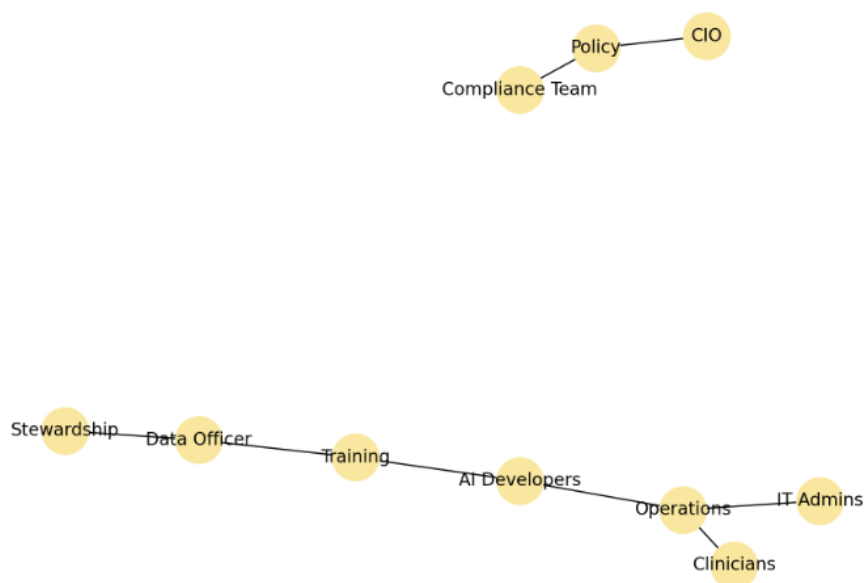 CIO
Policy
Compliance Team
Stewardship
Data Officer
Training
AI Developers
Operations
IT Admins
Clinicians